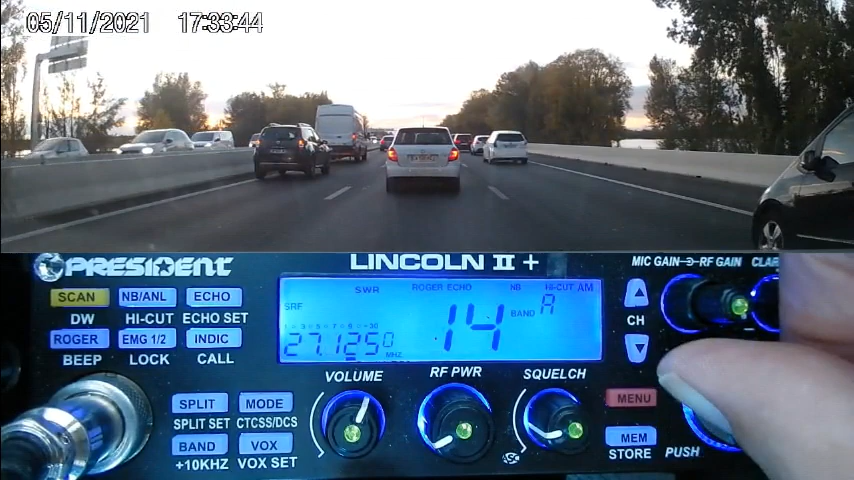 05/11/2021 17:33:44
PRESIDENT
LINCOLN II +
MIC GAIN RF GAIN CLAR
SCAN NB/ANL ECHO
DW HI-CUT ECHO SET
ROGER EMG 1/2 INDIC
BEEP LOCK CALL
SWR ROGER ECHO NB HI-CUT AM
SRF
14 BAND A
27.1250 MHZ
CH
VOLUME RF PWR SQUELCH
SPLIT MODE
SPLIT SET CTCSS/DCS
BAND VOX
+10KHZ VOX SET
ASC
MENU
MEM
STORE PUSH